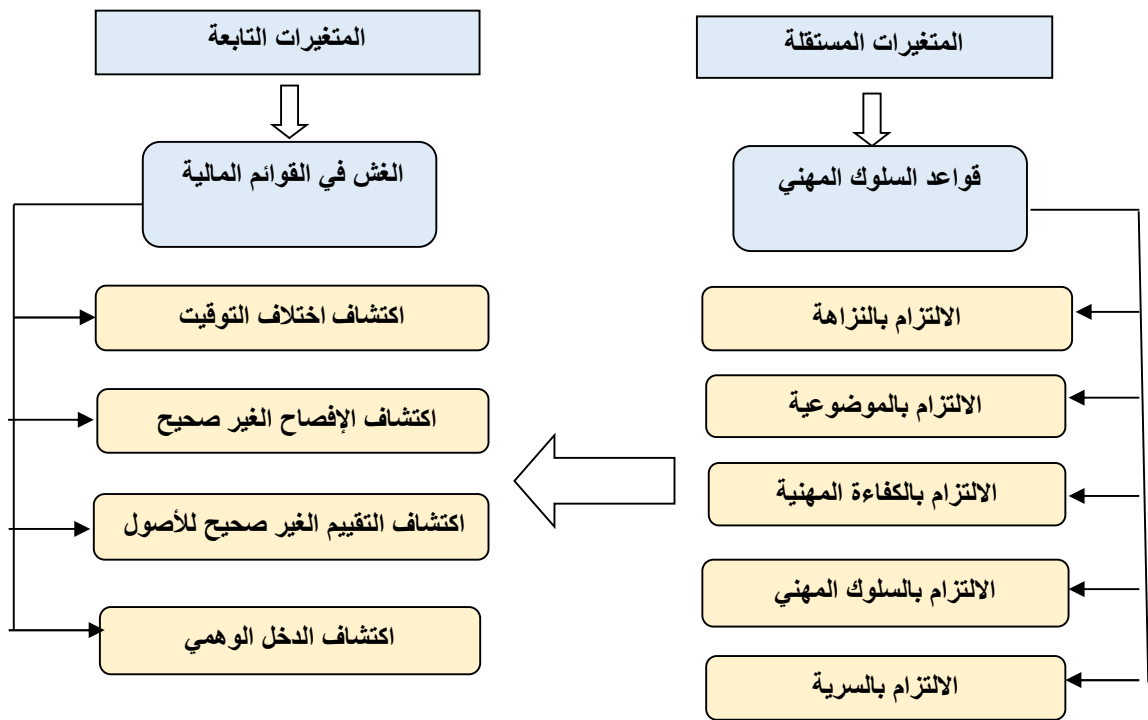 المتغيرات المستقلة
قواعد السلوك المهني
الالتزام بالنزاهة
الالتزام بالموضوعية
الالتزام بالكفاءة المهنية
الالتزام بالسلوك المهني
الالتزام بالسرية
المتغيرات التابعة
الغش في القوائم المالية
اكتشاف اختلاف التوقيت
اكتشاف الإفصاح الغير صحيح
اكتشاف التقييم الغير صحيح للأصول
اكتشاف الدخل الوهمي